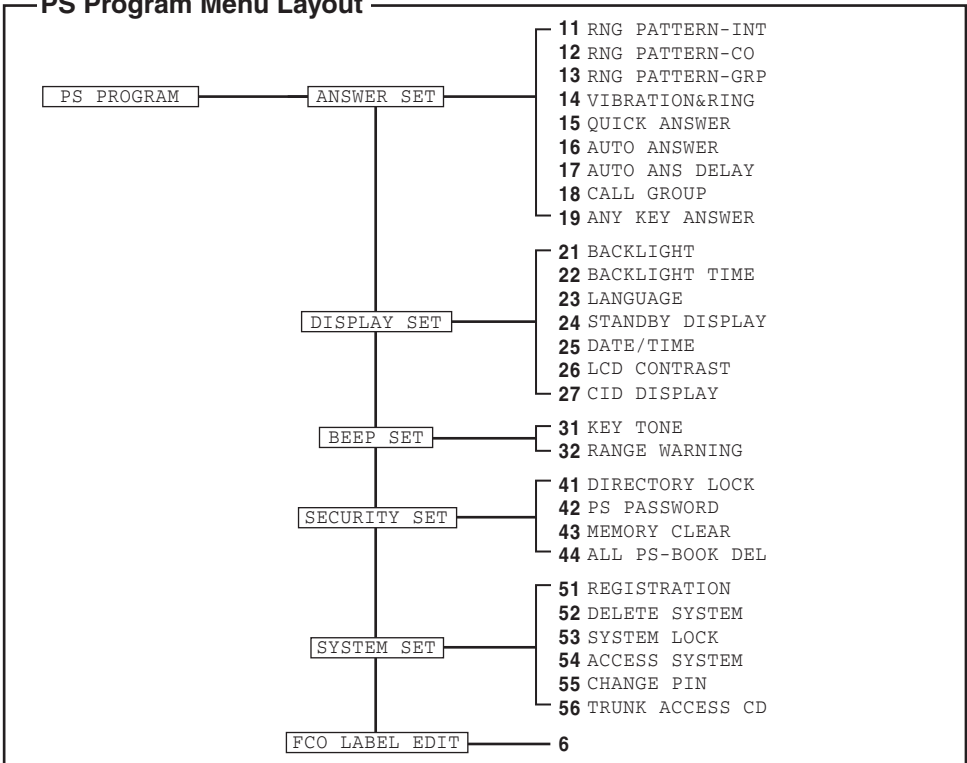 PS Program Menu Layout
PS PROGRAM
ANSWER SET
11 RNG PATTERN-INT
12 RNG PATTERN-CO
13 RNG PATTERN-GRP
14 VIBRATION&RING
15 QUICK ANSWER
16 AUTO ANSWER
17 AUTO ANS DELAY
18 CALL GROUP
19 ANY KEY ANSWER
DISPLAY SET
21 BACKLIGHT
22 BACKLIGHT TIME
23 LANGUAGE
24 STANDBY DISPLAY
25 DATE/TIME
26 LCD CONTRAST
27 CID DISPLAY
BEEP SET
31 KEY TONE
32 RANGE WARNING
SECURITY SET
41 DIRECTORY LOCK
42 PS PASSWORD
43 MEMORY CLEAR
44 ALL PS-BOOK DEL
SYSTEM SET
51 REGISTRATION
52 DELETE SYSTEM
53 SYSTEM LOCK
54 ACCESS SYSTEM
55 CHANGE PIN
56 TRUNK ACCESS CD
FCO LABEL EDIT
6